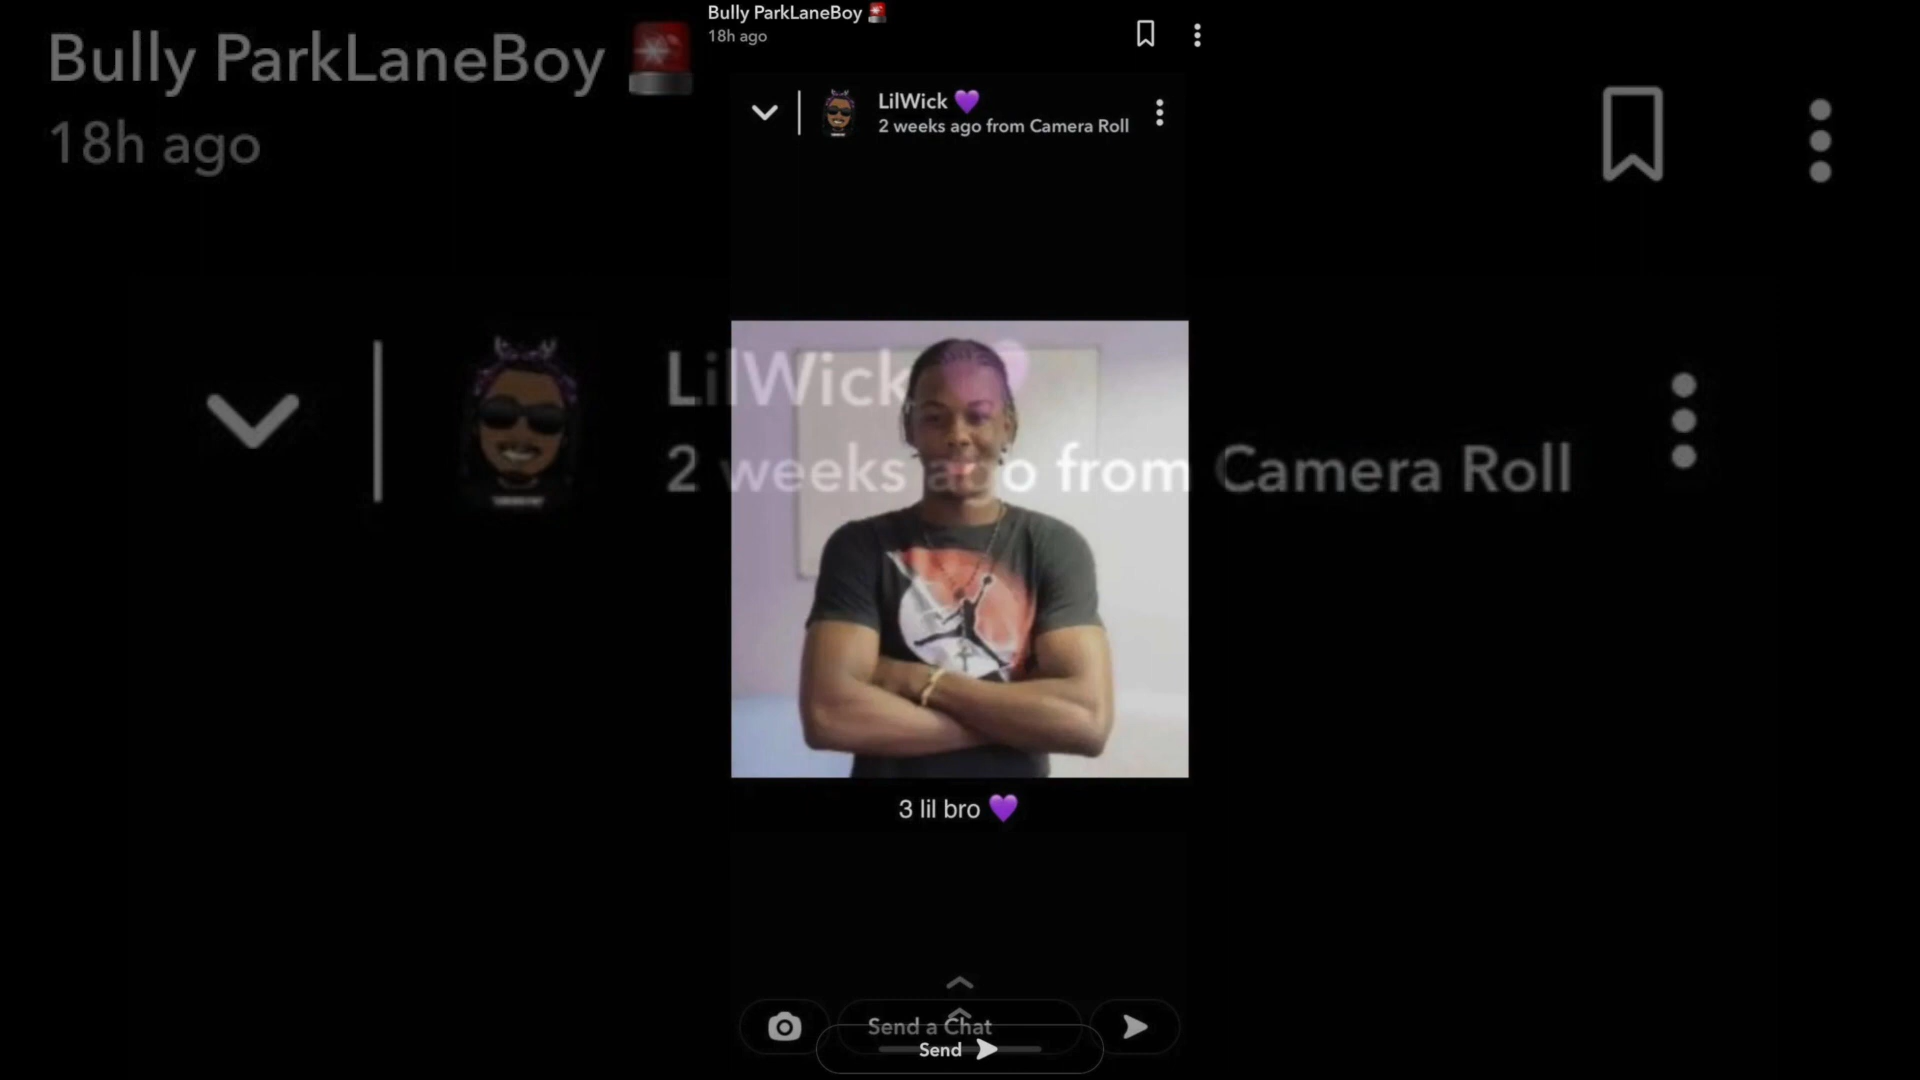 Bully ParkLaneBoy 🚨
18h ago
LilWick 💜
2 weeks ago from Camera Roll
Bully ParkLaneBoy 🚨
18h ago
LilWick 💜
2 weeks ago from Camera Roll
3 lil bro 💜
Send a Chat
Send